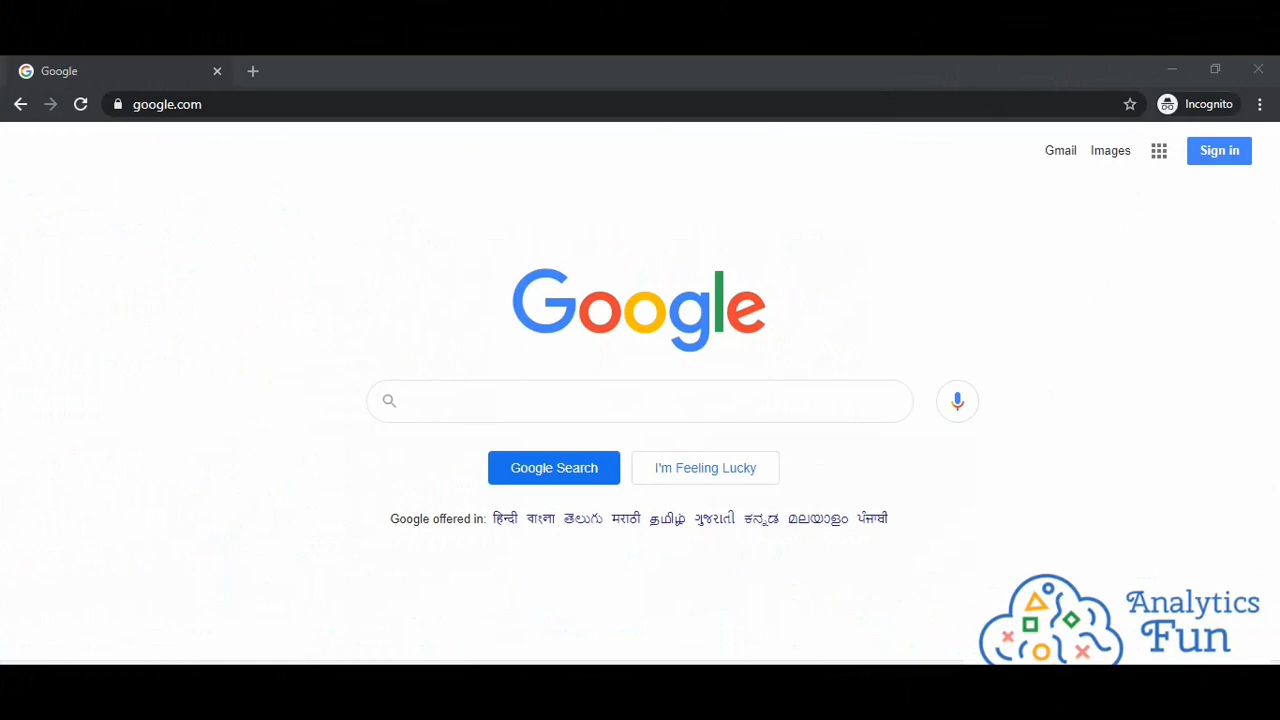 Google
google.com
Incognito
Gmail Images Sign in
Google
Google Search I'm Feeling Lucky
Google offered in: हिन्दी বাংলা తెలుగు मराठी தமிழ் ગુજરાતી ಕನ್ನಡ മലയാളം ਪੰਜਾਬੀ
Analytics
Fun